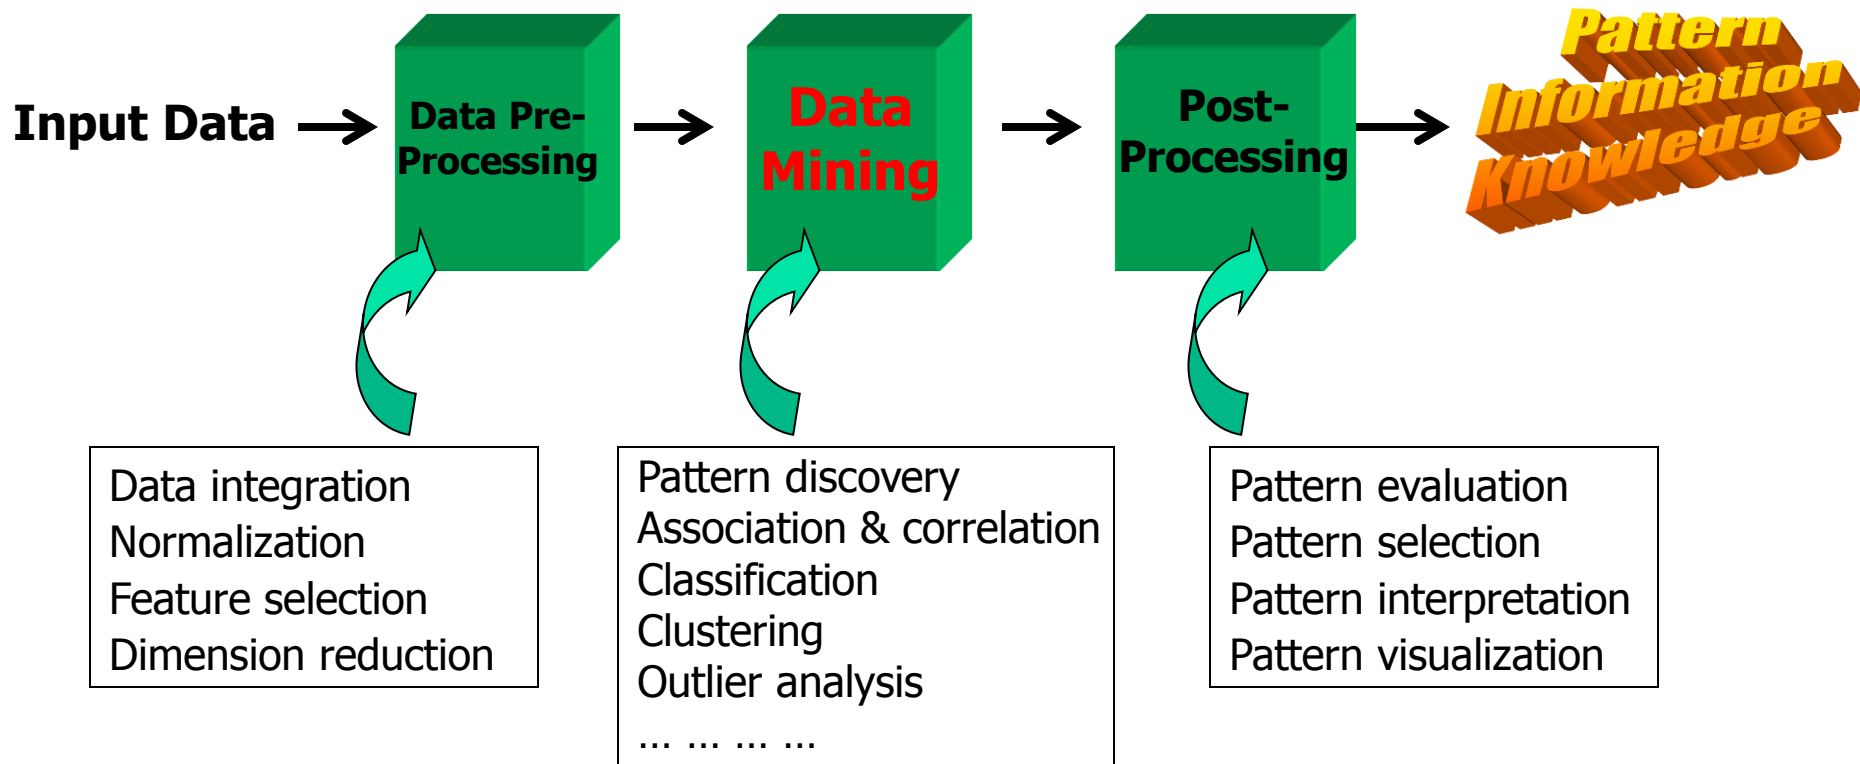 Input Data
Data Pre-
Processing
Data
Mining
Post-
Processing
Pattern
Information
Knowledge
Data integration
Normalization
Feature selection
Dimension reduction
Pattern discovery
Association & correlation
Classification
Clustering
Outlier analysis
… … … …
Pattern evaluation
Pattern selection
Pattern interpretation
Pattern visualization